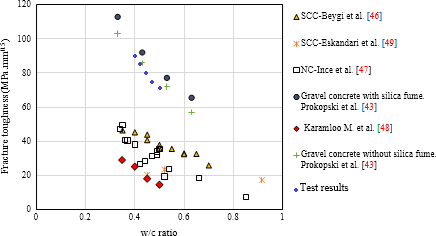 Fracture toughness (MPa.mm⁰·⁵)
120
100
80
60
40
20
0
0
0.2
0.4
0.6
0.8
1
w/c ratio
SCC-Beygi et al. [46]
SCC-Eskandari et al. [49]
NC-Ince et al. [47]
Gravel concrete with silica fume.
Prokopski et al. [43]
Karamloo M. et al. [48]
Gravel concrete without silica fume.
Prokopski et al. [43]
Test results